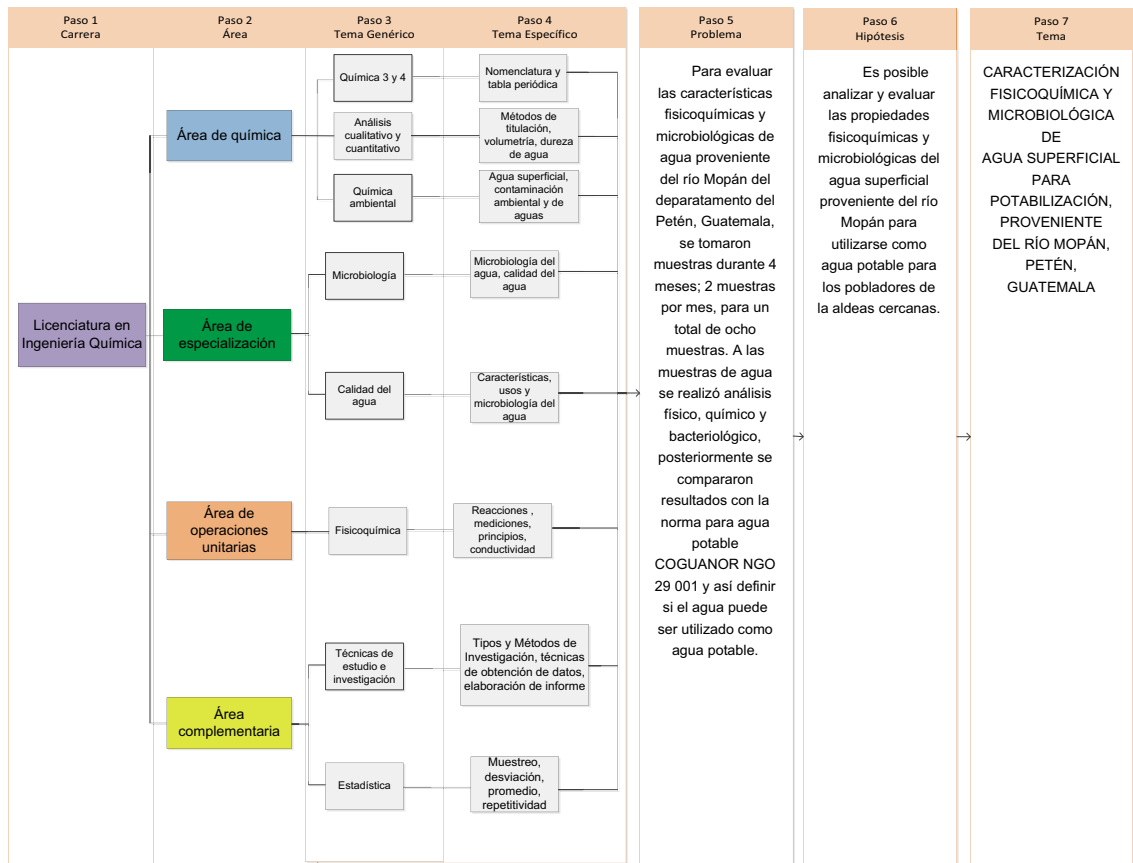 Paso 1
Carrera
Paso 2
Área
Paso 3
Tema Genérico
Paso 4
Tema Específico
Paso 5
Problema
Paso 6
Hipótesis
Paso 7
Tema
Licenciatura en
Ingeniería Química
Área de química
Área de
especialización
Área de
operaciones
unitarias
Área
complementaria
Química 3 y 4
Análisis
cualitativo y
cuantitativo
Química
ambiental
Microbiología
Calidad del
agua
Fisicoquímica
Técnicas de
estudio e
investigación
Estadística
Nomenclatura y
tabla periódica
Métodos de
titulación,
volumetría, dureza
de agua
Agua superficial,
contaminación
ambiental y de
aguas
Microbiología del
agua, calidad del
agua
Características,
usos y
microbiología del
agua
Reacciones ,
mediciones,
principios,
conductividad
Tipos y Métodos de
Investigación, técnicas
de obtención de datos,
elaboración de informe
Muestreo,
desviación,
promedio,
repetitividad
Para evaluar
las características
fisicoquímicas y
microbiológicas de
agua proveniente
del río Mopán del
deparatamento del
Petén, Guatemala,
se tomaron
muestras durante 4
meses; 2 muestras
por mes, para un
total de ocho
muestras. A las
muestras de agua
se realizó análisis
físico, químico y
bacteriológico,
posteriormente se
compararon
resultados con la
norma para agua
potable
COGUANOR NGO
29 001 y así definir
si el agua puede
ser utilizado como
agua potable.
Es posible
analizar y evaluar
las propiedades
fisicoquímicas y
microbiológicas del
agua superficial
proveniente del río
Mopán para
utilizarse como
agua potable para
los pobladores de
la aldeas cercanas.
CARACTERIZACIÓN
FISICOQUÍMICA Y
MICROBIOLÓGICA
DE
AGUA SUPERFICIAL
PARA
POTABILIZACIÓN,
PROVENIENTE
DEL RÍO MOPÁN,
PETÉN,
GUATEMALA